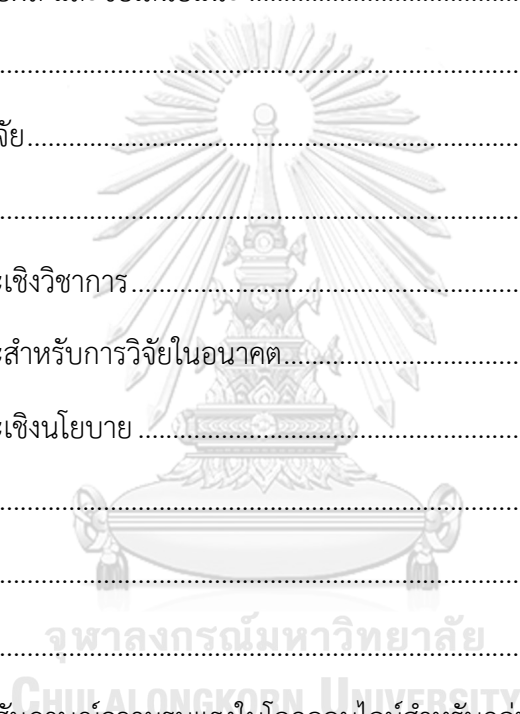 ................................................
จัย................................................
................................................
ะเชิงวิชาการ................................................
ะสำหรับการวิจัยในอนาคต................................................
ะเชิงนโยบาย................................................
................................................
................................................
................................................
จุฬาลงกรณ์มหาวิทยาลัย
CHULALONGKORN UNIVERSITY